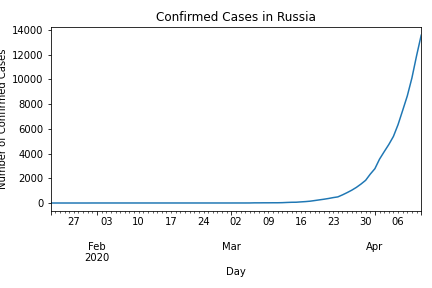 Confirmed Cases in Russia
Number of Confirmed Cases
14000
12000
10000
8000
6000
4000
2000
0
27 03 10 17 24 02 09 16 23 30 06
Feb Mar Apr
2020
Day